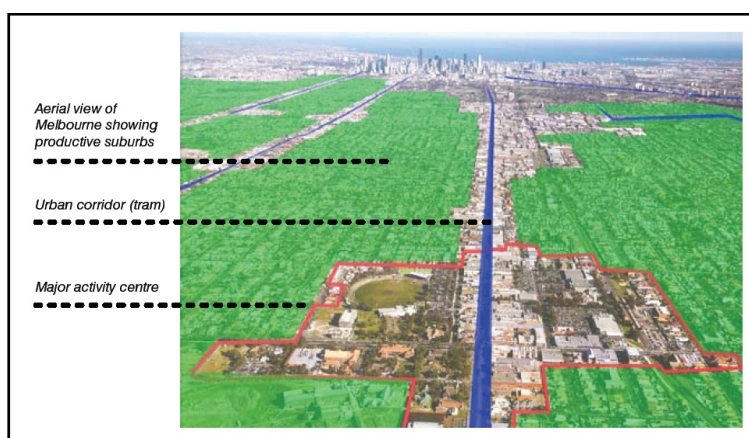 Aerial view of
Melbourne showing
productive suburbs
Urban corridor (tram)
Major activity centre